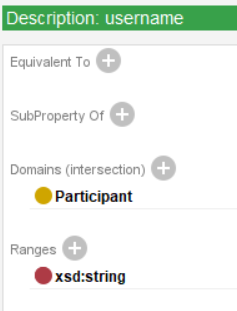 Description: username
Equivalent To
SubProperty Of
Domains (intersection)
Participant
Ranges
xsd:string